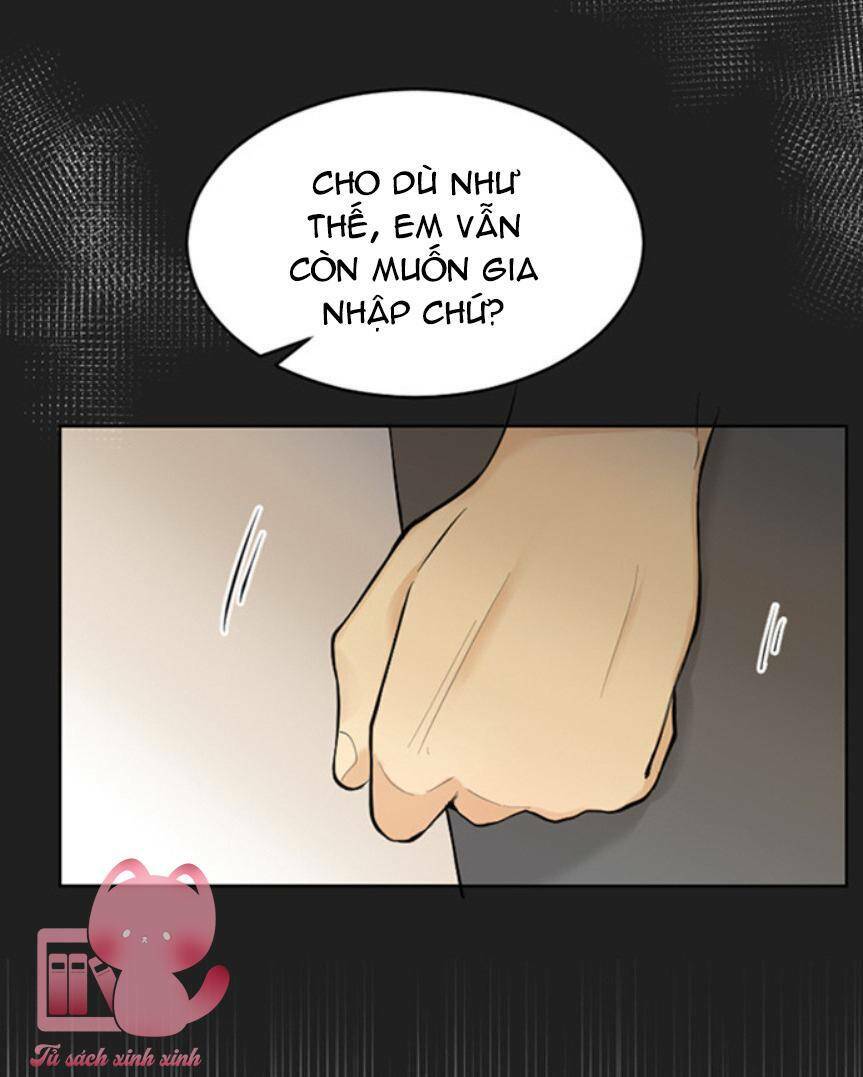 CHO DÙ NHƯ
THẾ, EM VẪN
CÒN MUỐN GIA
NHẬP CHỨ?
Tủ sách xinh xinh